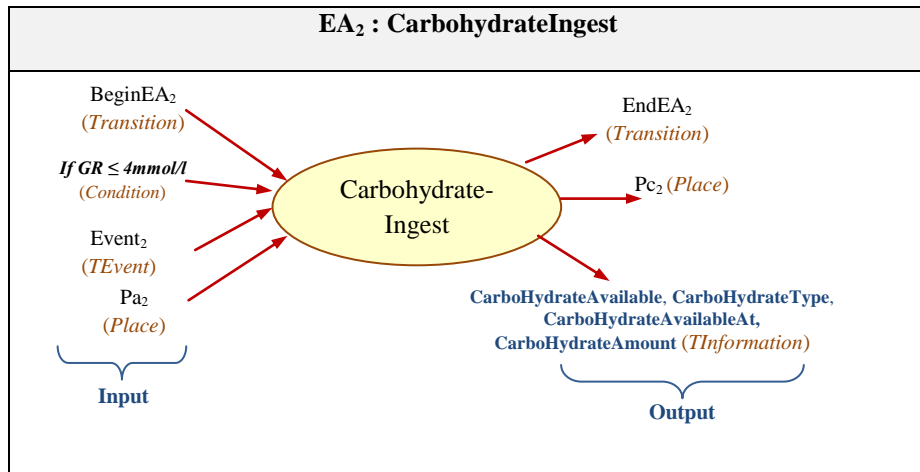 EA₂ : CarbohydrateIngest
BeginEA₂
(Transition)
If GR ≤ 4mmol/l
(Condition)
Event₂
(TEvent)
Pa₂
(Place)
Input
Carbohydrate-
Ingest
EndEA₂
(Transition)
Pc₂ (Place)
CarboHydrateAvailable, CarboHydrateType,
CarboHydrateAvailableAt,
CarboHydrateAmount (TInformation)
Output